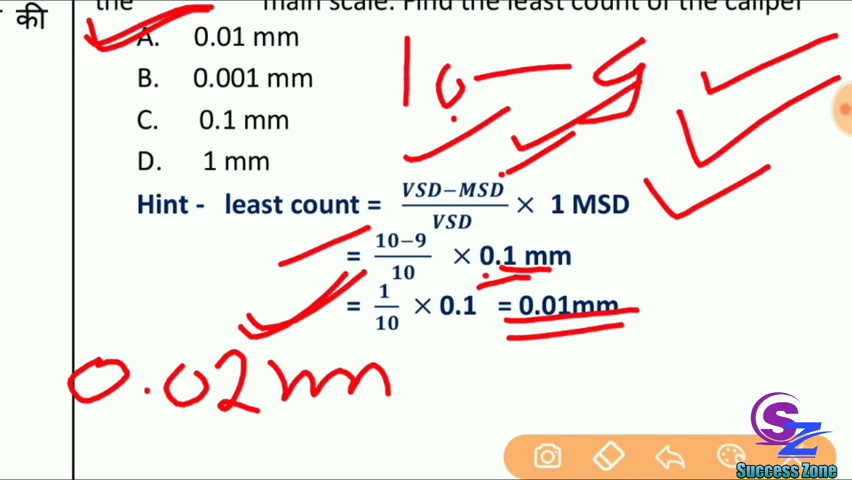 की
the main scale. Find the least count of the caliper
A. 0.01 mm
B. 0.001 mm
C. 0.1 mm
D. 1 mm
10 — 9
Hint - least count = VSD−MSD / VSD × 1 MSD
= 10−9 / 10 × 0.1 mm
= 1/10 × 0.1 = 0.01mm
0.02mm
SZ
Success Zone